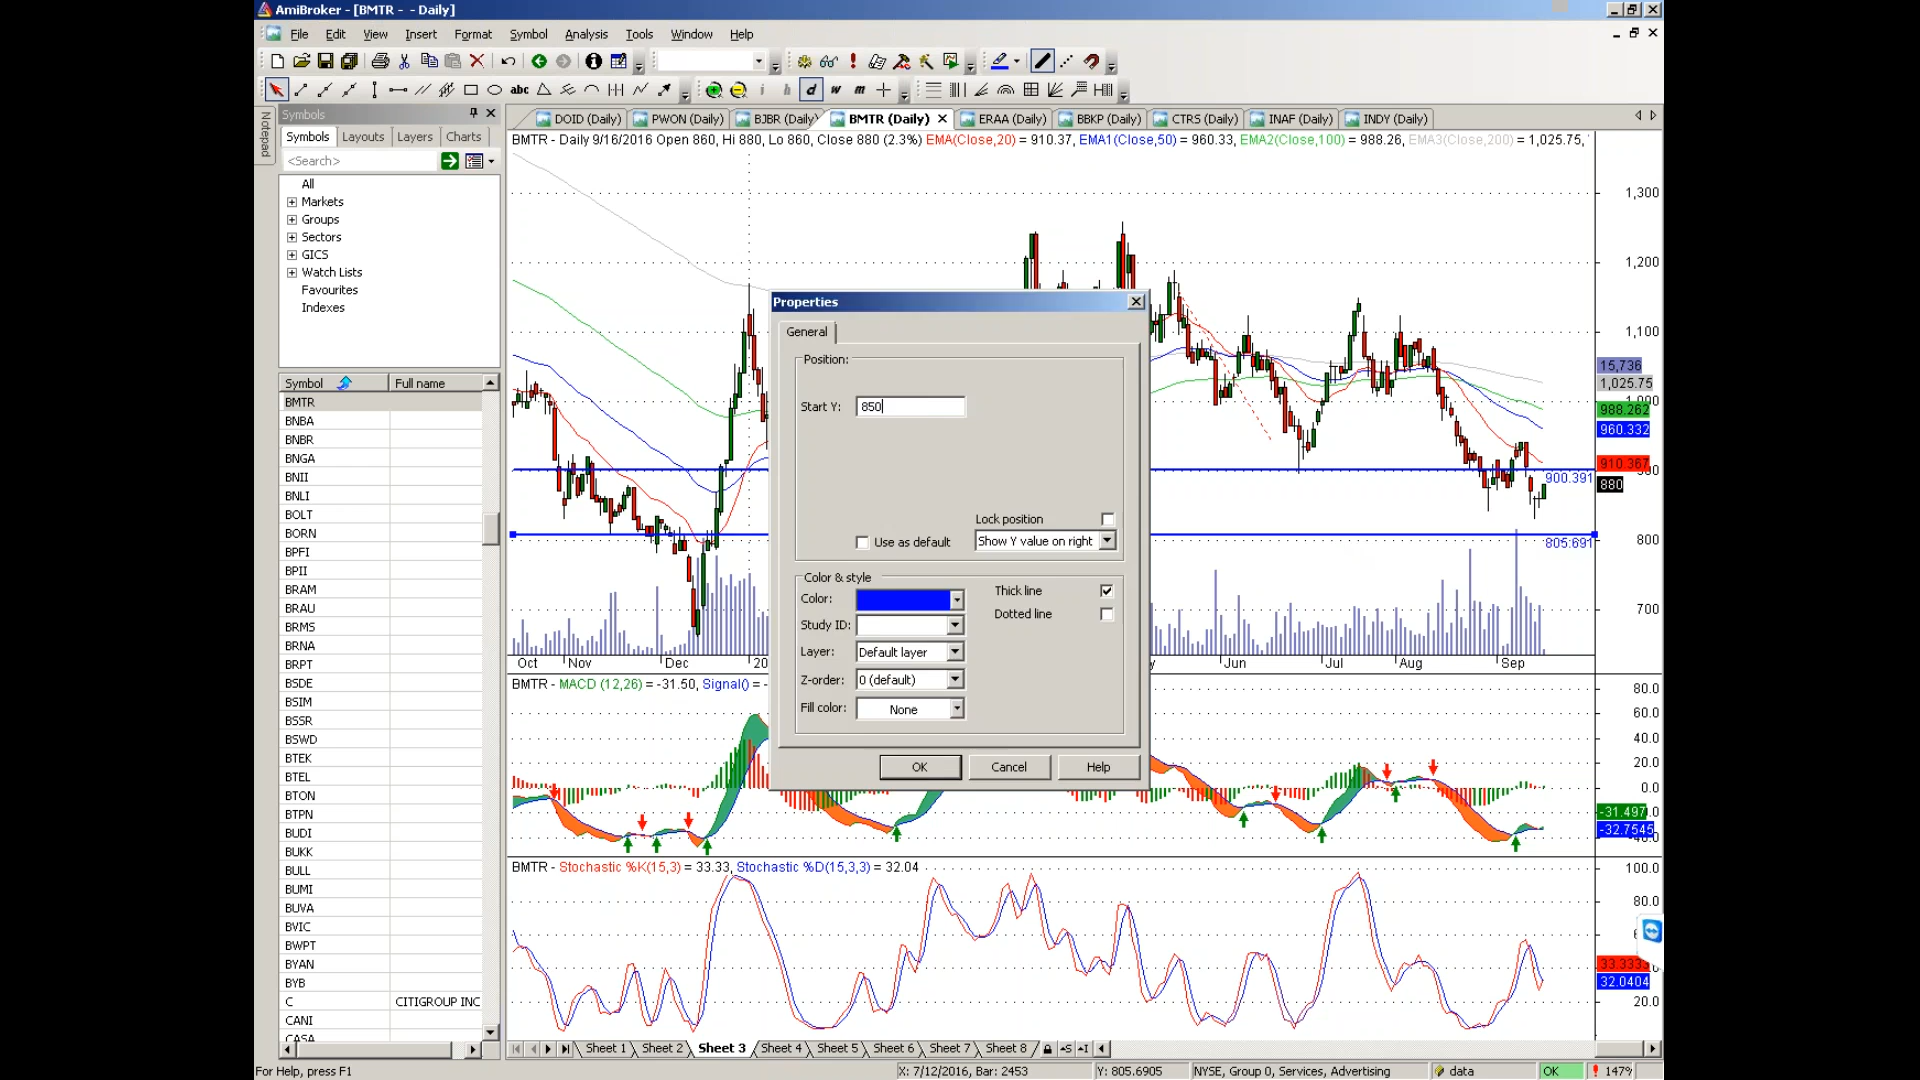 AmiBroker - [BMTR - - Daily]
File Edit View Insert Format Symbol Analysis Tools Window Help
abc i h d w m
Notepad
Symbols
Symbols Layouts Layers Charts
<Search>
All
Markets
Groups
Sectors
GICS
Watch Lists
Favourites
Indexes
Symbol Full name
BMTR
BNBA
BNBR
BNGA
BNII
BNLI
BOLT
BORN
BPFI
BPII
BRAM
BRAU
BRMS
BRNA
BRPT
BSDE
BSIM
BSSR
BSWD
BTEK
BTEL
BTON
BTPN
BUDI
BUKK
BULL
BUMI
BUVA
BVIC
BWPT
BYAN
BYB
C CITIGROUP INC
CANI
CASA
DOID (Daily) PWON (Daily) BJBR (Daily) BMTR (Daily) ERAA (Daily) BBKP (Daily) CTRS (Daily) INAF (Daily) INDY (Daily)
BMTR - Daily 9/16/2016 Open 860, Hi 880, Lo 860, Close 880 (2.3%) EMA(Close,20) = 910.37, EMA1(Close,50) = 960.33, EMA2(Close,100) = 988.26, EMA3(Close,200) = 1,025.75,
1,300
1,200
1,100
15,736
1,025.75
988.262
960.332
910.367
900.391
880
800
805.691
700
Oct Nov Dec 20 Jun Jul Aug Sep
Properties
General
Position:
Start Y: 850
Lock position
Use as default Show Y value on right
Color & style
Color:
Thick line
Dotted line
Study ID:
Layer: Default layer
Z-order: 0 (default)
Fill color: None
OK Cancel Help
BMTR - MACD (12,26) = -31.50, Signal() = -
80.0
60.0
40.0
20.0
0.0
-31.497
-32.7545
BMTR - Stochastic %K(15,3) = 33.33, Stochastic %D(15,3,3) = 32.04
100.0
80.0
33.3333
32.0404
20.0
Sheet 1 Sheet 2 Sheet 3 Sheet 4 Sheet 5 Sheet 6 Sheet 7 Sheet 8
For Help, press F1 X: 7/12/2016, Bar: 2453 Y: 805.6905 NYSE, Group 0, Services, Advertising data OK 147%